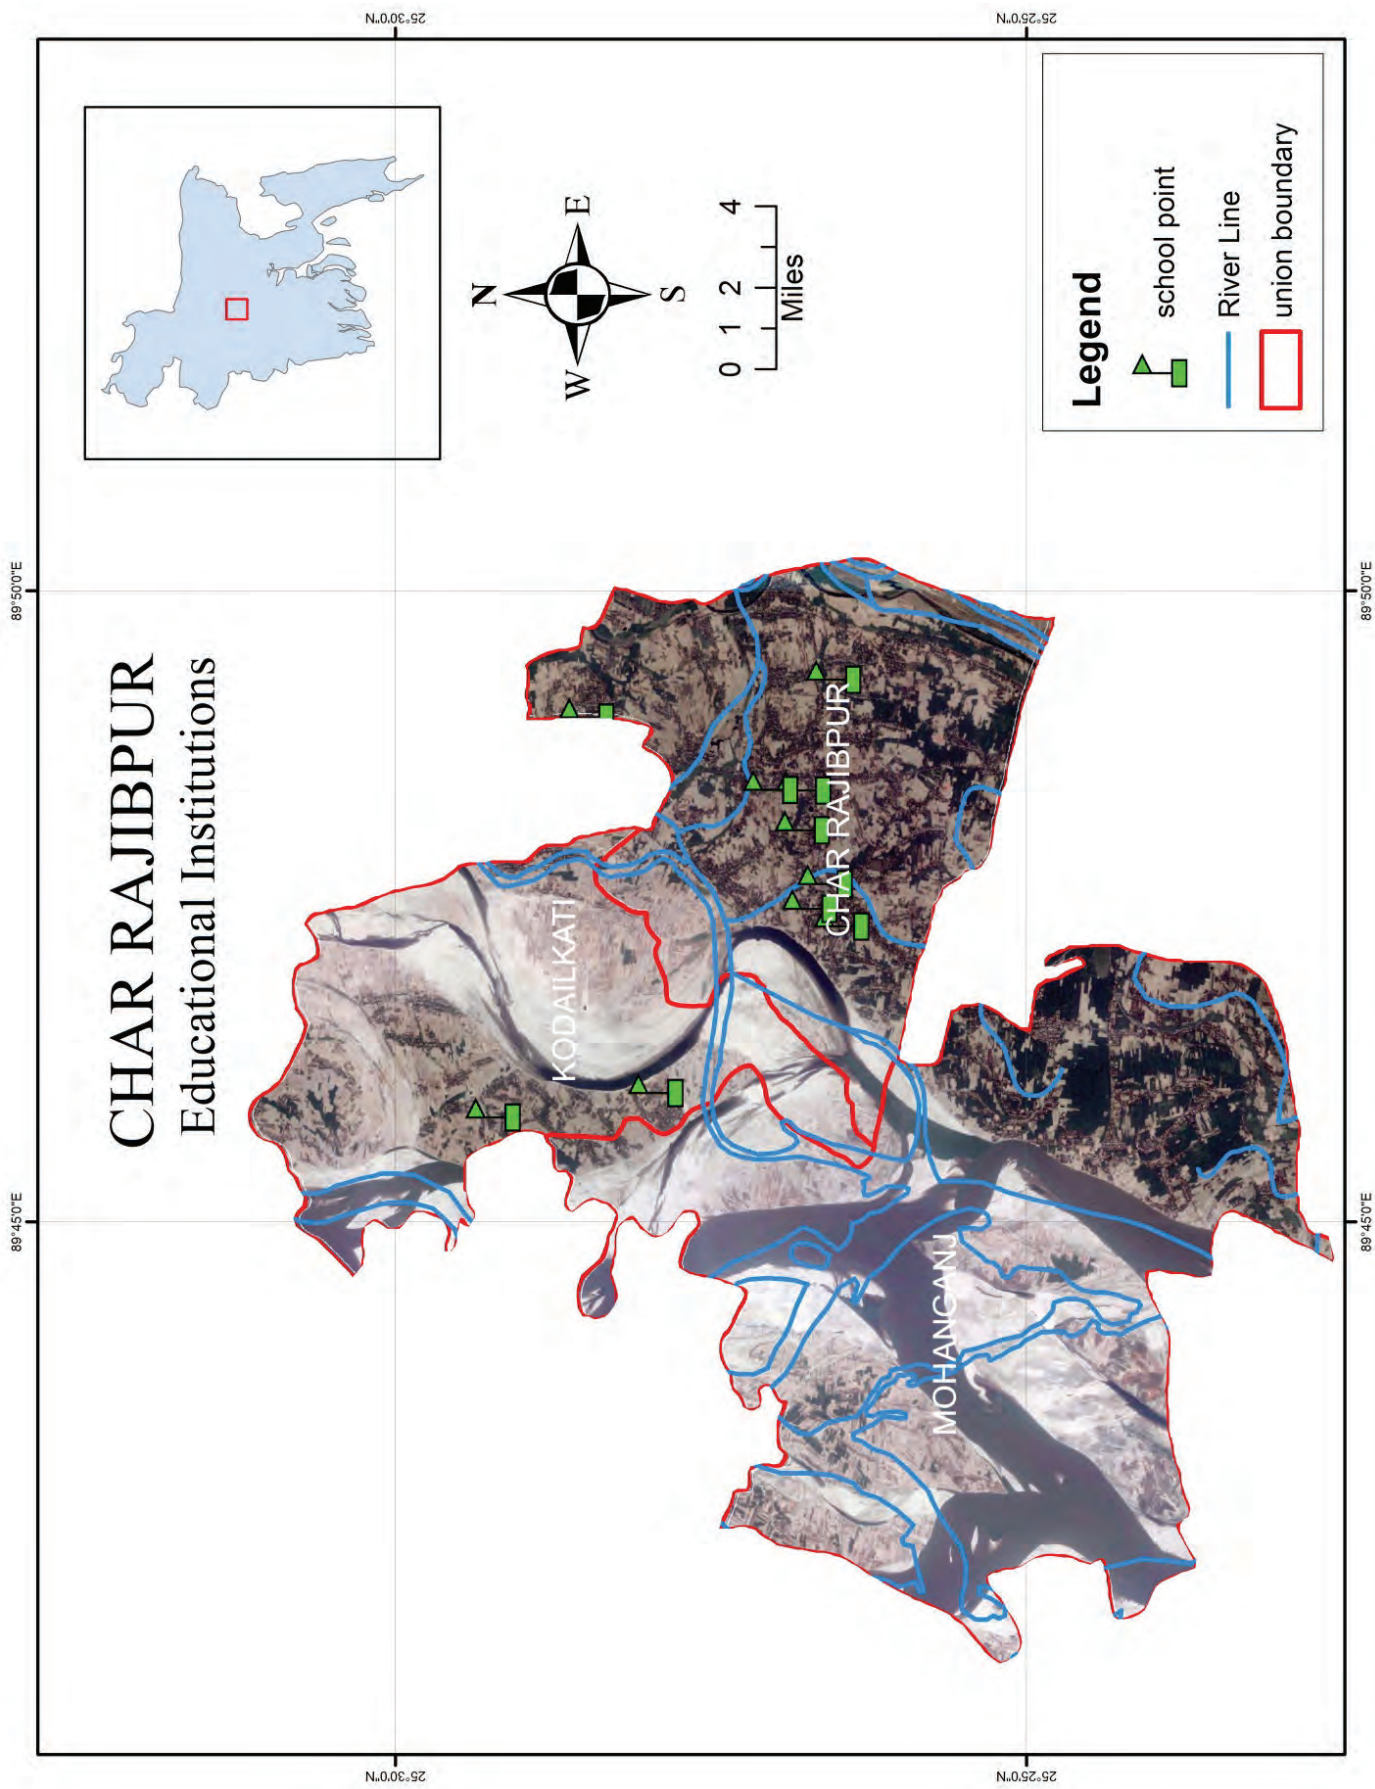 CHAR RAJIBPUR
Educational Institutions
89°45'0"E
89°50'0"E
25°30'0"N
25°30'0"N
25°25'0"N
25°25'0"N
89°45'0"E
89°50'0"E
KODAILKATI
CHAR RAJIBPUR
MOHANGANJ
N
W
E
S
0 1 2 4
Miles
Legend
school point
River Line
union boundary